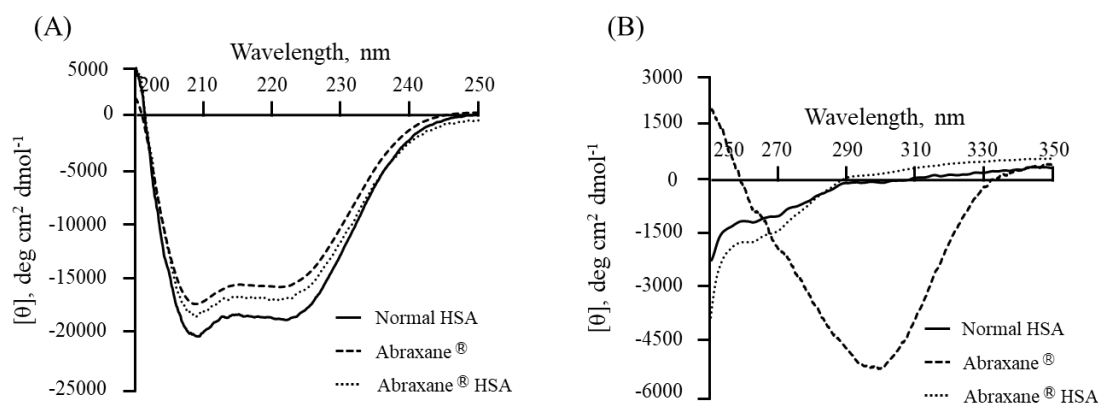 (A)
Wavelength, nm
200 210 220 230 240 250
5000
0
-5000
-10000
-15000
-20000
-25000
[θ], deg cm² dmol⁻¹
Normal HSA
Abraxane ®
Abraxane ® HSA
(B)
Wavelength, nm
250 270 290 310 330 350
3000
1500
0
-1500
-3000
-4500
-6000
[θ], deg cm² dmol⁻¹
Normal HSA
Abraxane ®
Abraxane ® HSA